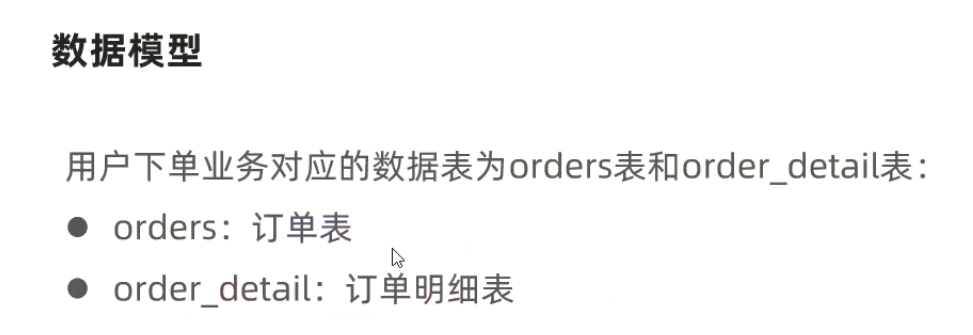 数据模型
用户下单业务对应的数据表为orders表和order_detail表：
● orders：订单表
● order_detail：订单明细表